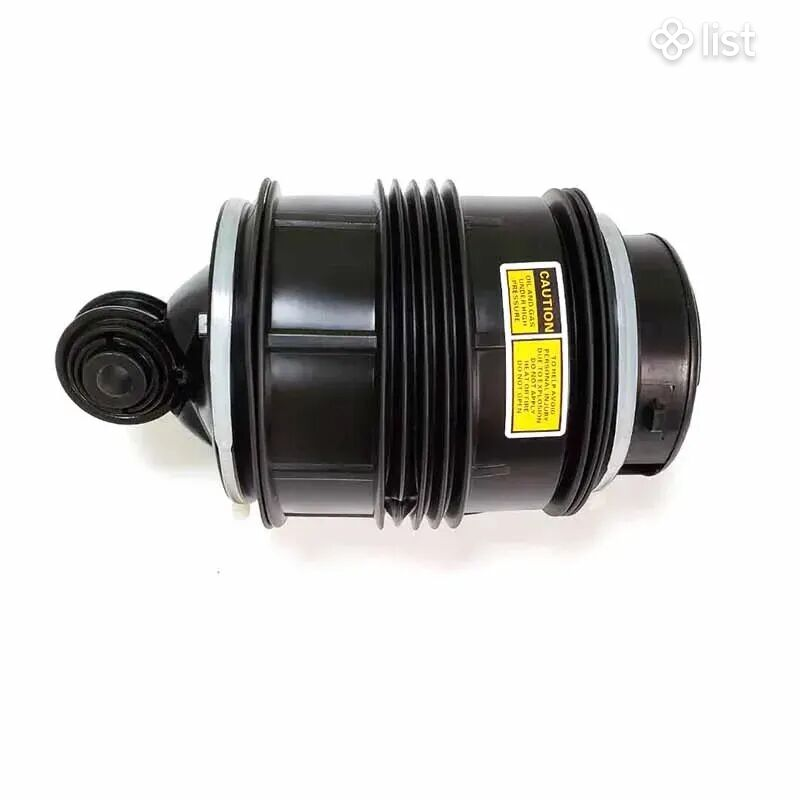 list
CAUTION
OIL AND GAS
UNDER HIGH
PRESSURE
TO HELP AVOID
PERSONAL INJURY
DUE TO EXPLOSION
DO NOT APPLY
HEAT OR FIRE
DO NOT OPEN